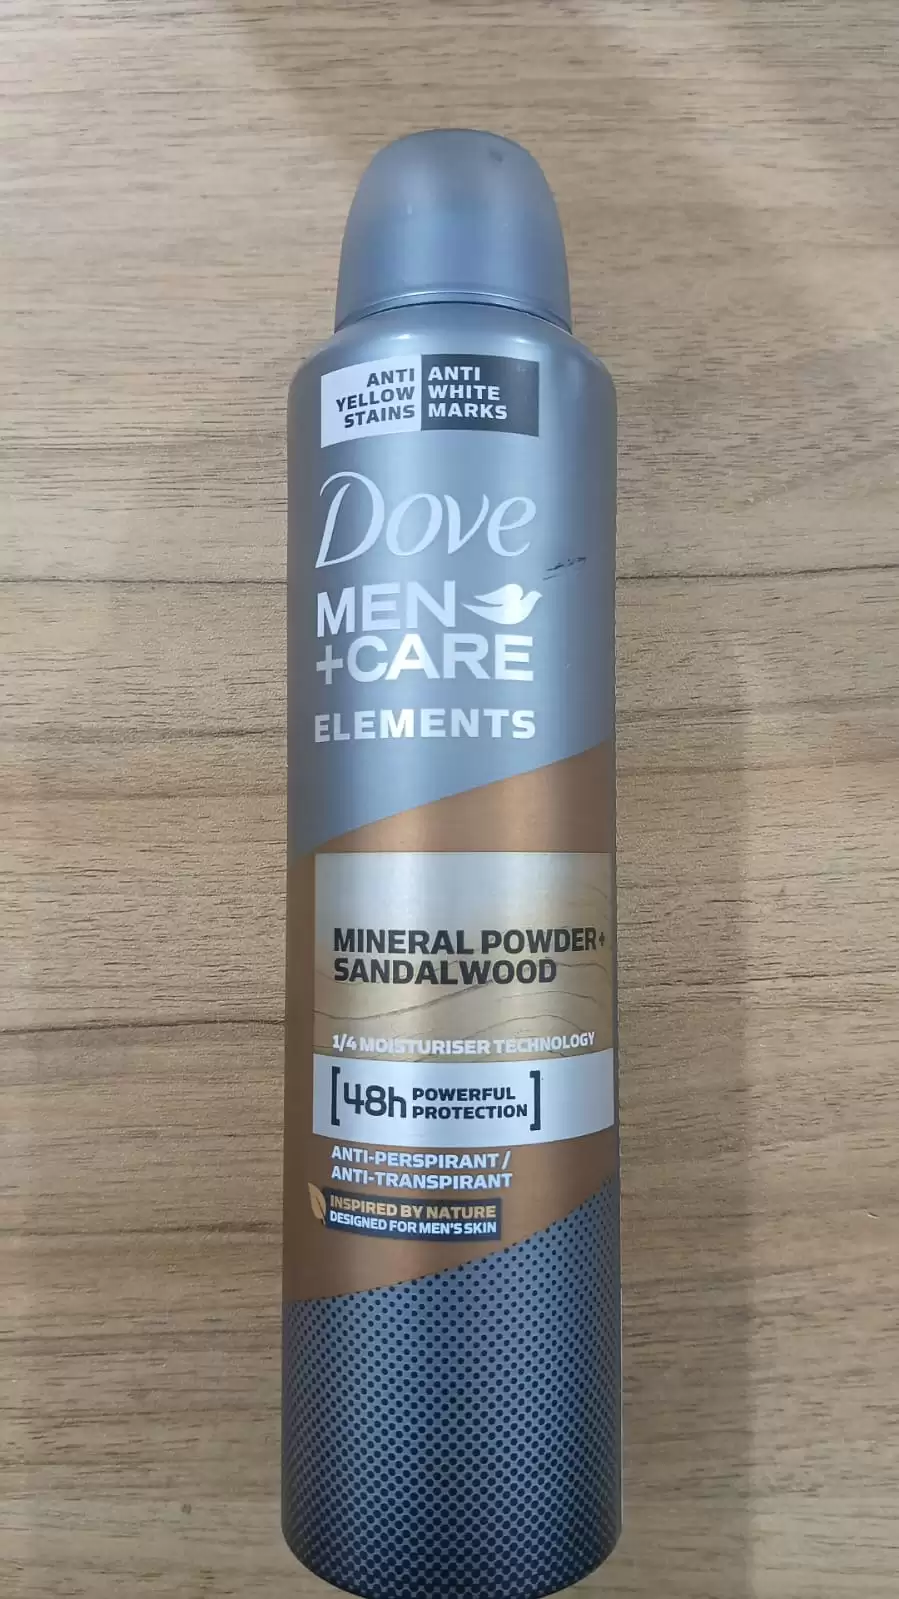 ANTI
YELLOW
STAINS
ANTI
WHITE
MARKS
Dove
MEN
+CARE
ELEMENTS
MINERAL POWDER+
SANDALWOOD
1/4 MOISTURISER TECHNOLOGY
[48h POWERFUL
PROTECTION]
ANTI-PERSPIRANT/
ANTI-TRANSPIRANT
INSPIRED BY NATURE
DESIGNED FOR MEN'S SKIN